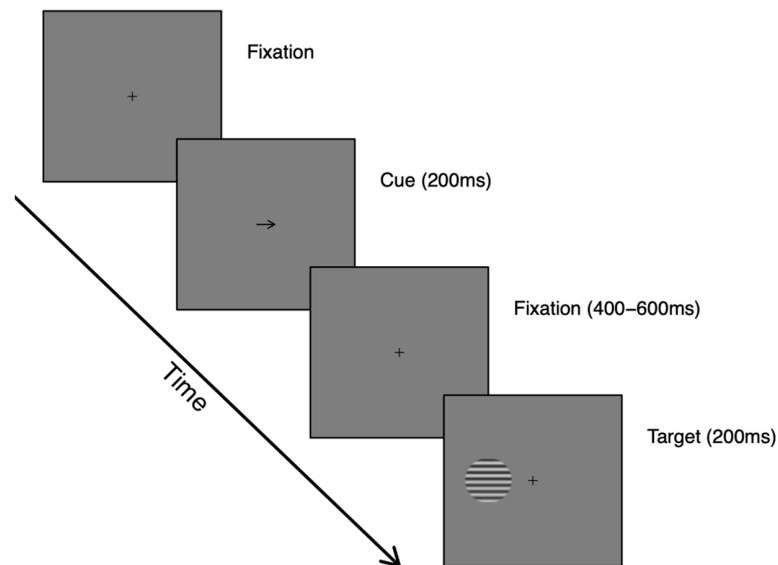 Fixation
Cue (200ms)
Fixation (400–600ms)
Target (200ms)
Time